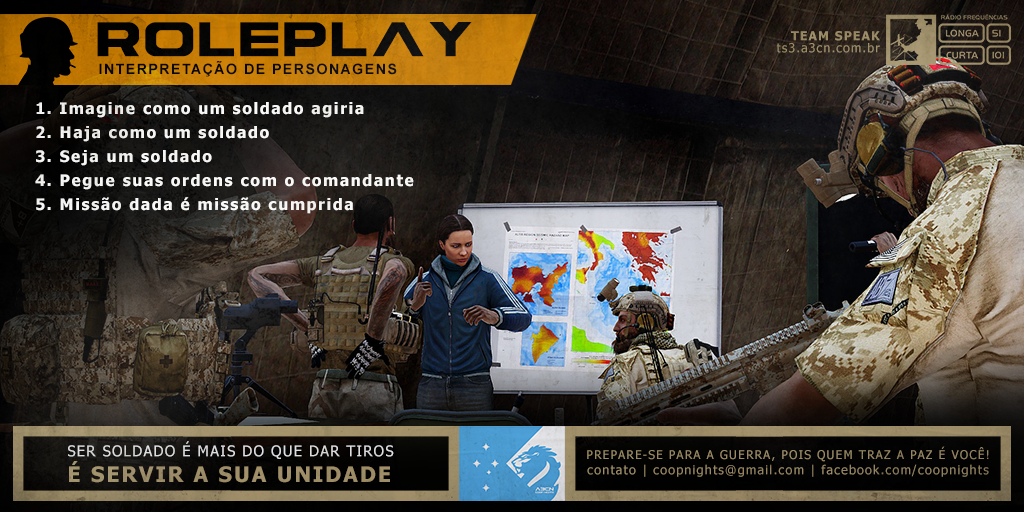 ROLEPLAY
INTERPRETAÇÃO DE PERSONAGENS
TEAM SPEAK
ts3.a3cn.com.br
RÁDIO FREQUÊNCIAS
LONGA 51
CURTA 101
1. Imagine como um soldado agiria
2. Haja como um soldado
3. Seja um soldado
4. Pegue suas ordens com o comandante
5. Missão dada é missão cumprida
SER SOLDADO É MAIS DO QUE DAR TIROS
É SERVIR A SUA UNIDADE
A3CN
PREPARE-SE PARA A GUERRA, POIS QUEM TRAZ A PAZ É VOCÊ!
contato | coopnights@gmail.com | facebook.com/coopnights